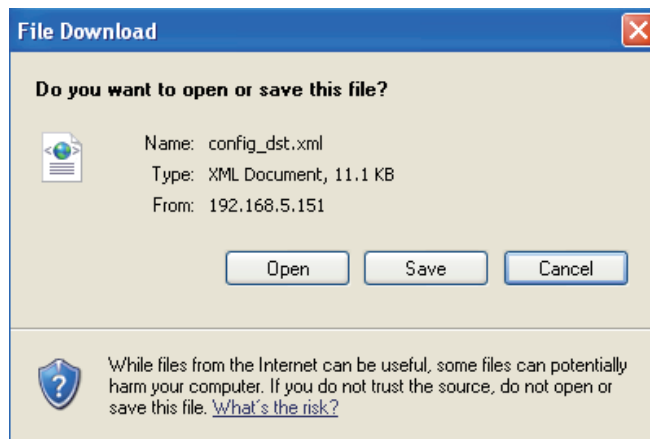 File Download
Do you want to open or save this file?
Name: config_dst.xml
Type: XML Document, 11.1 KB
From: 192.168.5.151
Open Save Cancel
While files from the Internet can be useful, some files can potentially
harm your computer. If you do not trust the source, do not open or
save this file. What´s the risk?